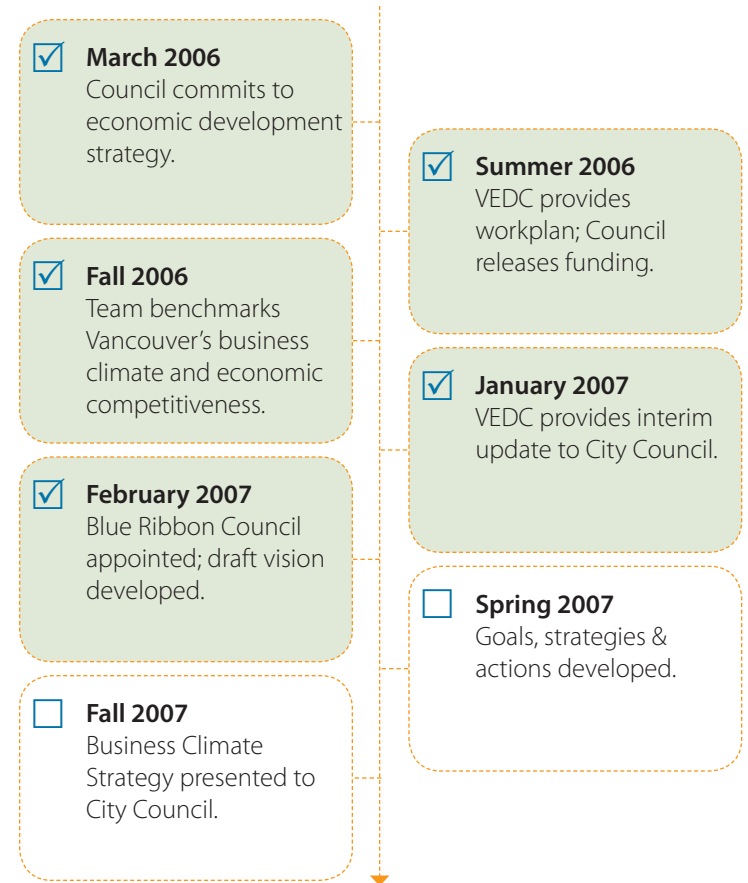 March 2006
Council commits to
economic development
strategy.
Summer 2006
VEDC provides
workplan; Council
releases funding.
Fall 2006
Team benchmarks
Vancouver’s business
climate and economic
competitiveness.
January 2007
VEDC provides interim
update to City Council.
February 2007
Blue Ribbon Council
appointed; draft vision
developed.
Spring 2007
Goals, strategies &
actions developed.
Fall 2007
Business Climate
Strategy presented to
City Council.